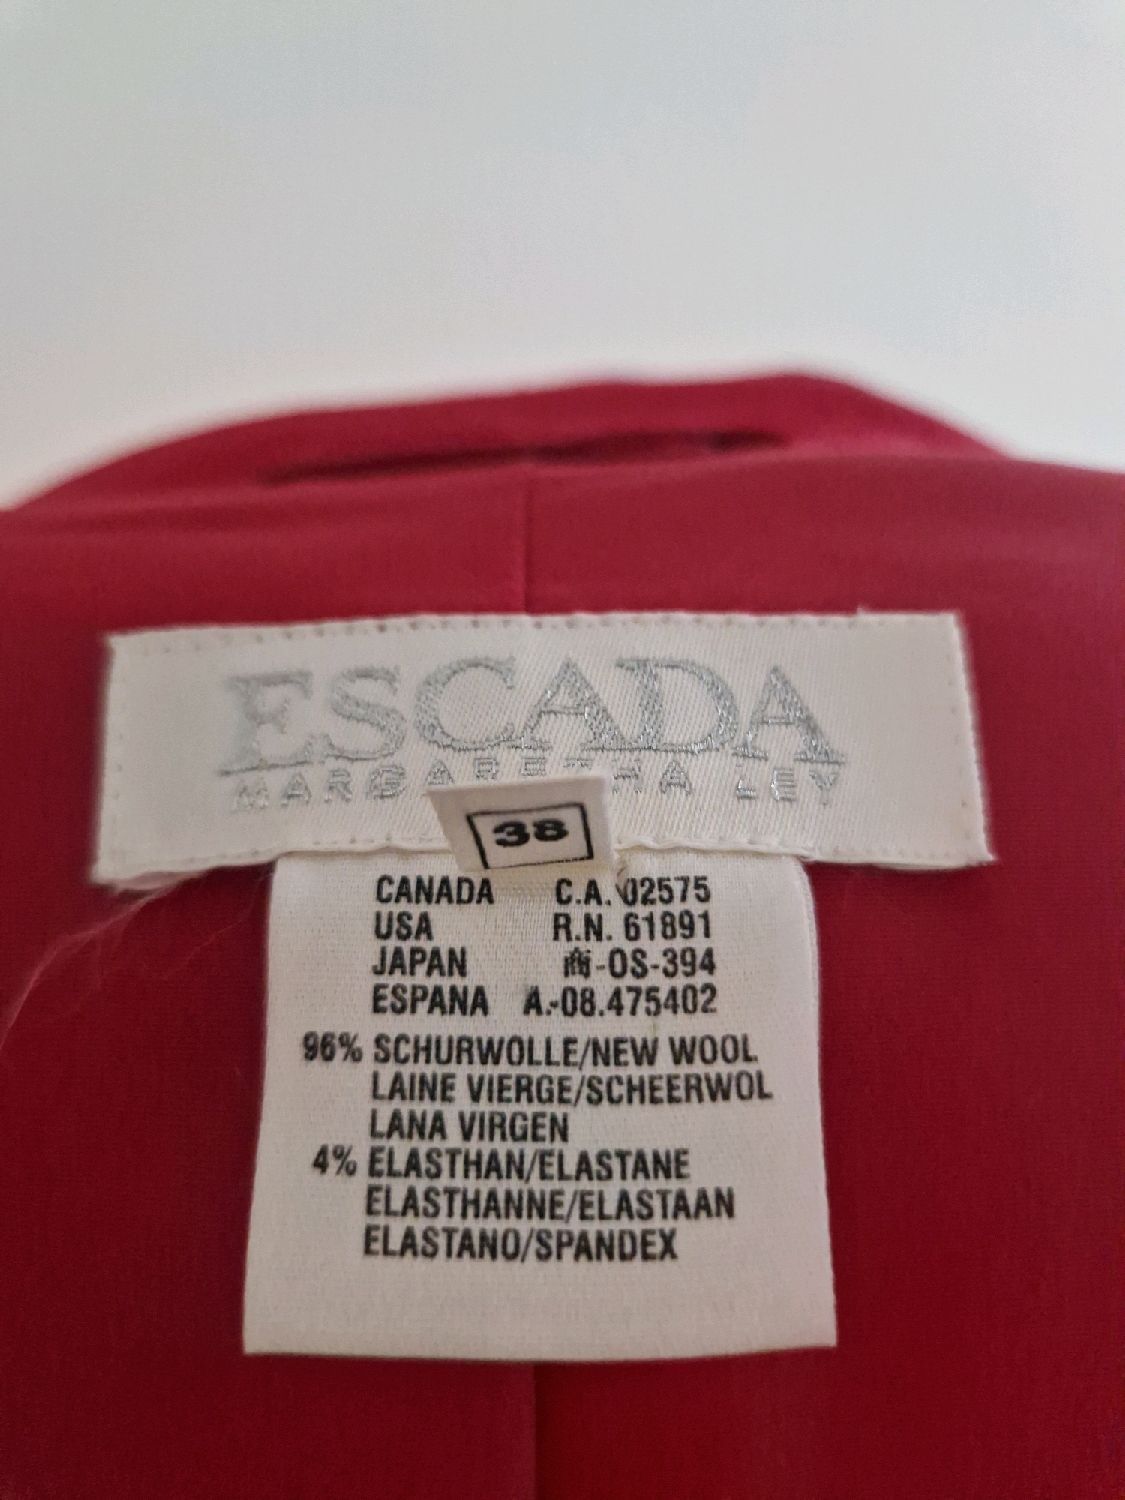 ESCADA
MARGARETHA LEY
38
CANADA C.A. 02575
USA R.N. 61891
JAPAN 商-OS-394
ESPANA A.-08.475402
96% SCHURWOLLE/NEW WOOL
LAINE VIERGE/SCHEERWOL
LANA VIRGEN
4% ELASTHAN/ELASTANE
ELASTHANNE/ELASTAAN
ELASTANO/SPANDEX